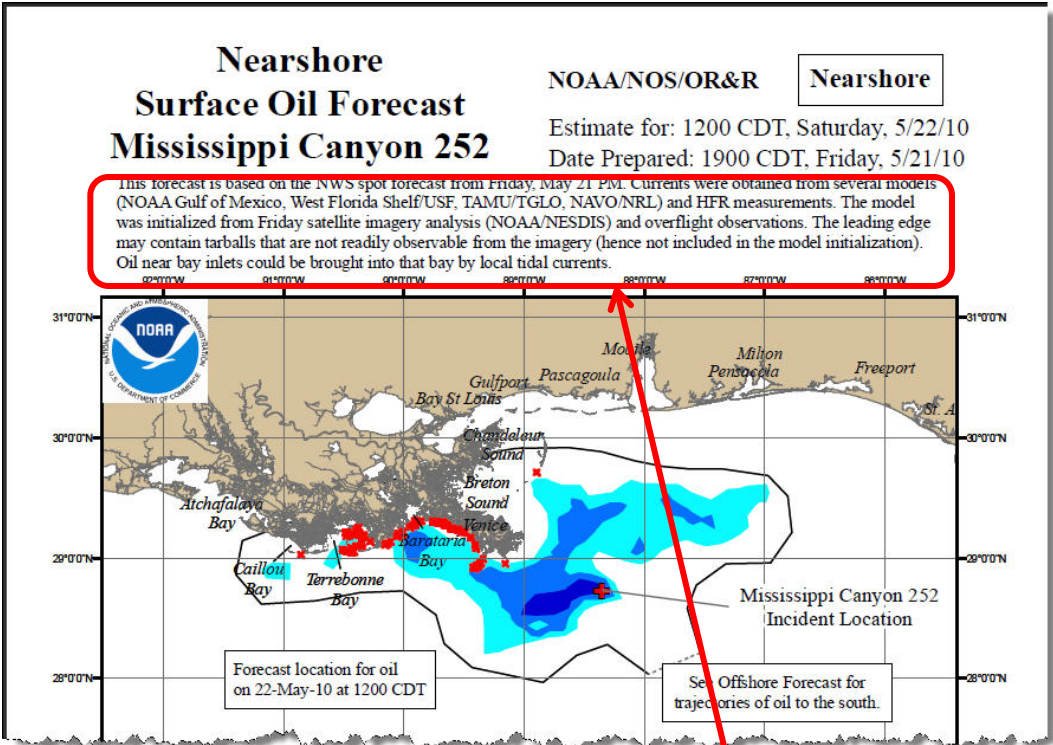 Nearshore
Surface Oil Forecast
Mississippi Canyon 252
NOAA/NOS/OR&R
Nearshore
Estimate for: 1200 CDT, Saturday, 5/22/10
Date Prepared: 1900 CDT, Friday, 5/21/10
This forecast is based on the NWS spot forecast from Friday, May 21 PM. Currents were obtained from several models
(NOAA Gulf of Mexico, West Florida Shelf/USF, TAMU/TGLO, NAVO/NRL) and HFR measurements. The model
was initialized from Friday satellite imagery analysis (NOAA/NESDIS) and overflight observations. The leading edge
may contain tarballs that are not readily observable from the imagery (hence not included in the model initialization).
Oil near bay inlets could be brought into that bay by local tidal currents.
92°0'0"W 91°0'0"W 90°0'0"W 89°0'0"W 88°0'0"W 87°0'0"W 86°0'0"W
31°0'0"N 31°0'0"N
NATIONAL OCEANIC AND ATMOSPHERIC ADMINISTRATION
NOAA
U.S. DEPARTMENT OF COMMERCE
Mobile
Milton
Pensacola
Freeport
Pascagoula
Gulfport
Bay St Louis
St. A
30°0'0"N 30°0'0"N
Chandeleur
Sound
Breton
Sound
Atchafalaya
Bay
Venice
Barataria
Bay
29°0'0"N 29°0'0"N
Caillou
Bay
Terrebonne
Bay
Mississippi Canyon 252
Incident Location
Forecast location for oil
on 22-May-10 at 1200 CDT
See Offshore Forecast for
trajectories of oil to the south.
28°0'0"N 28°0'0"N